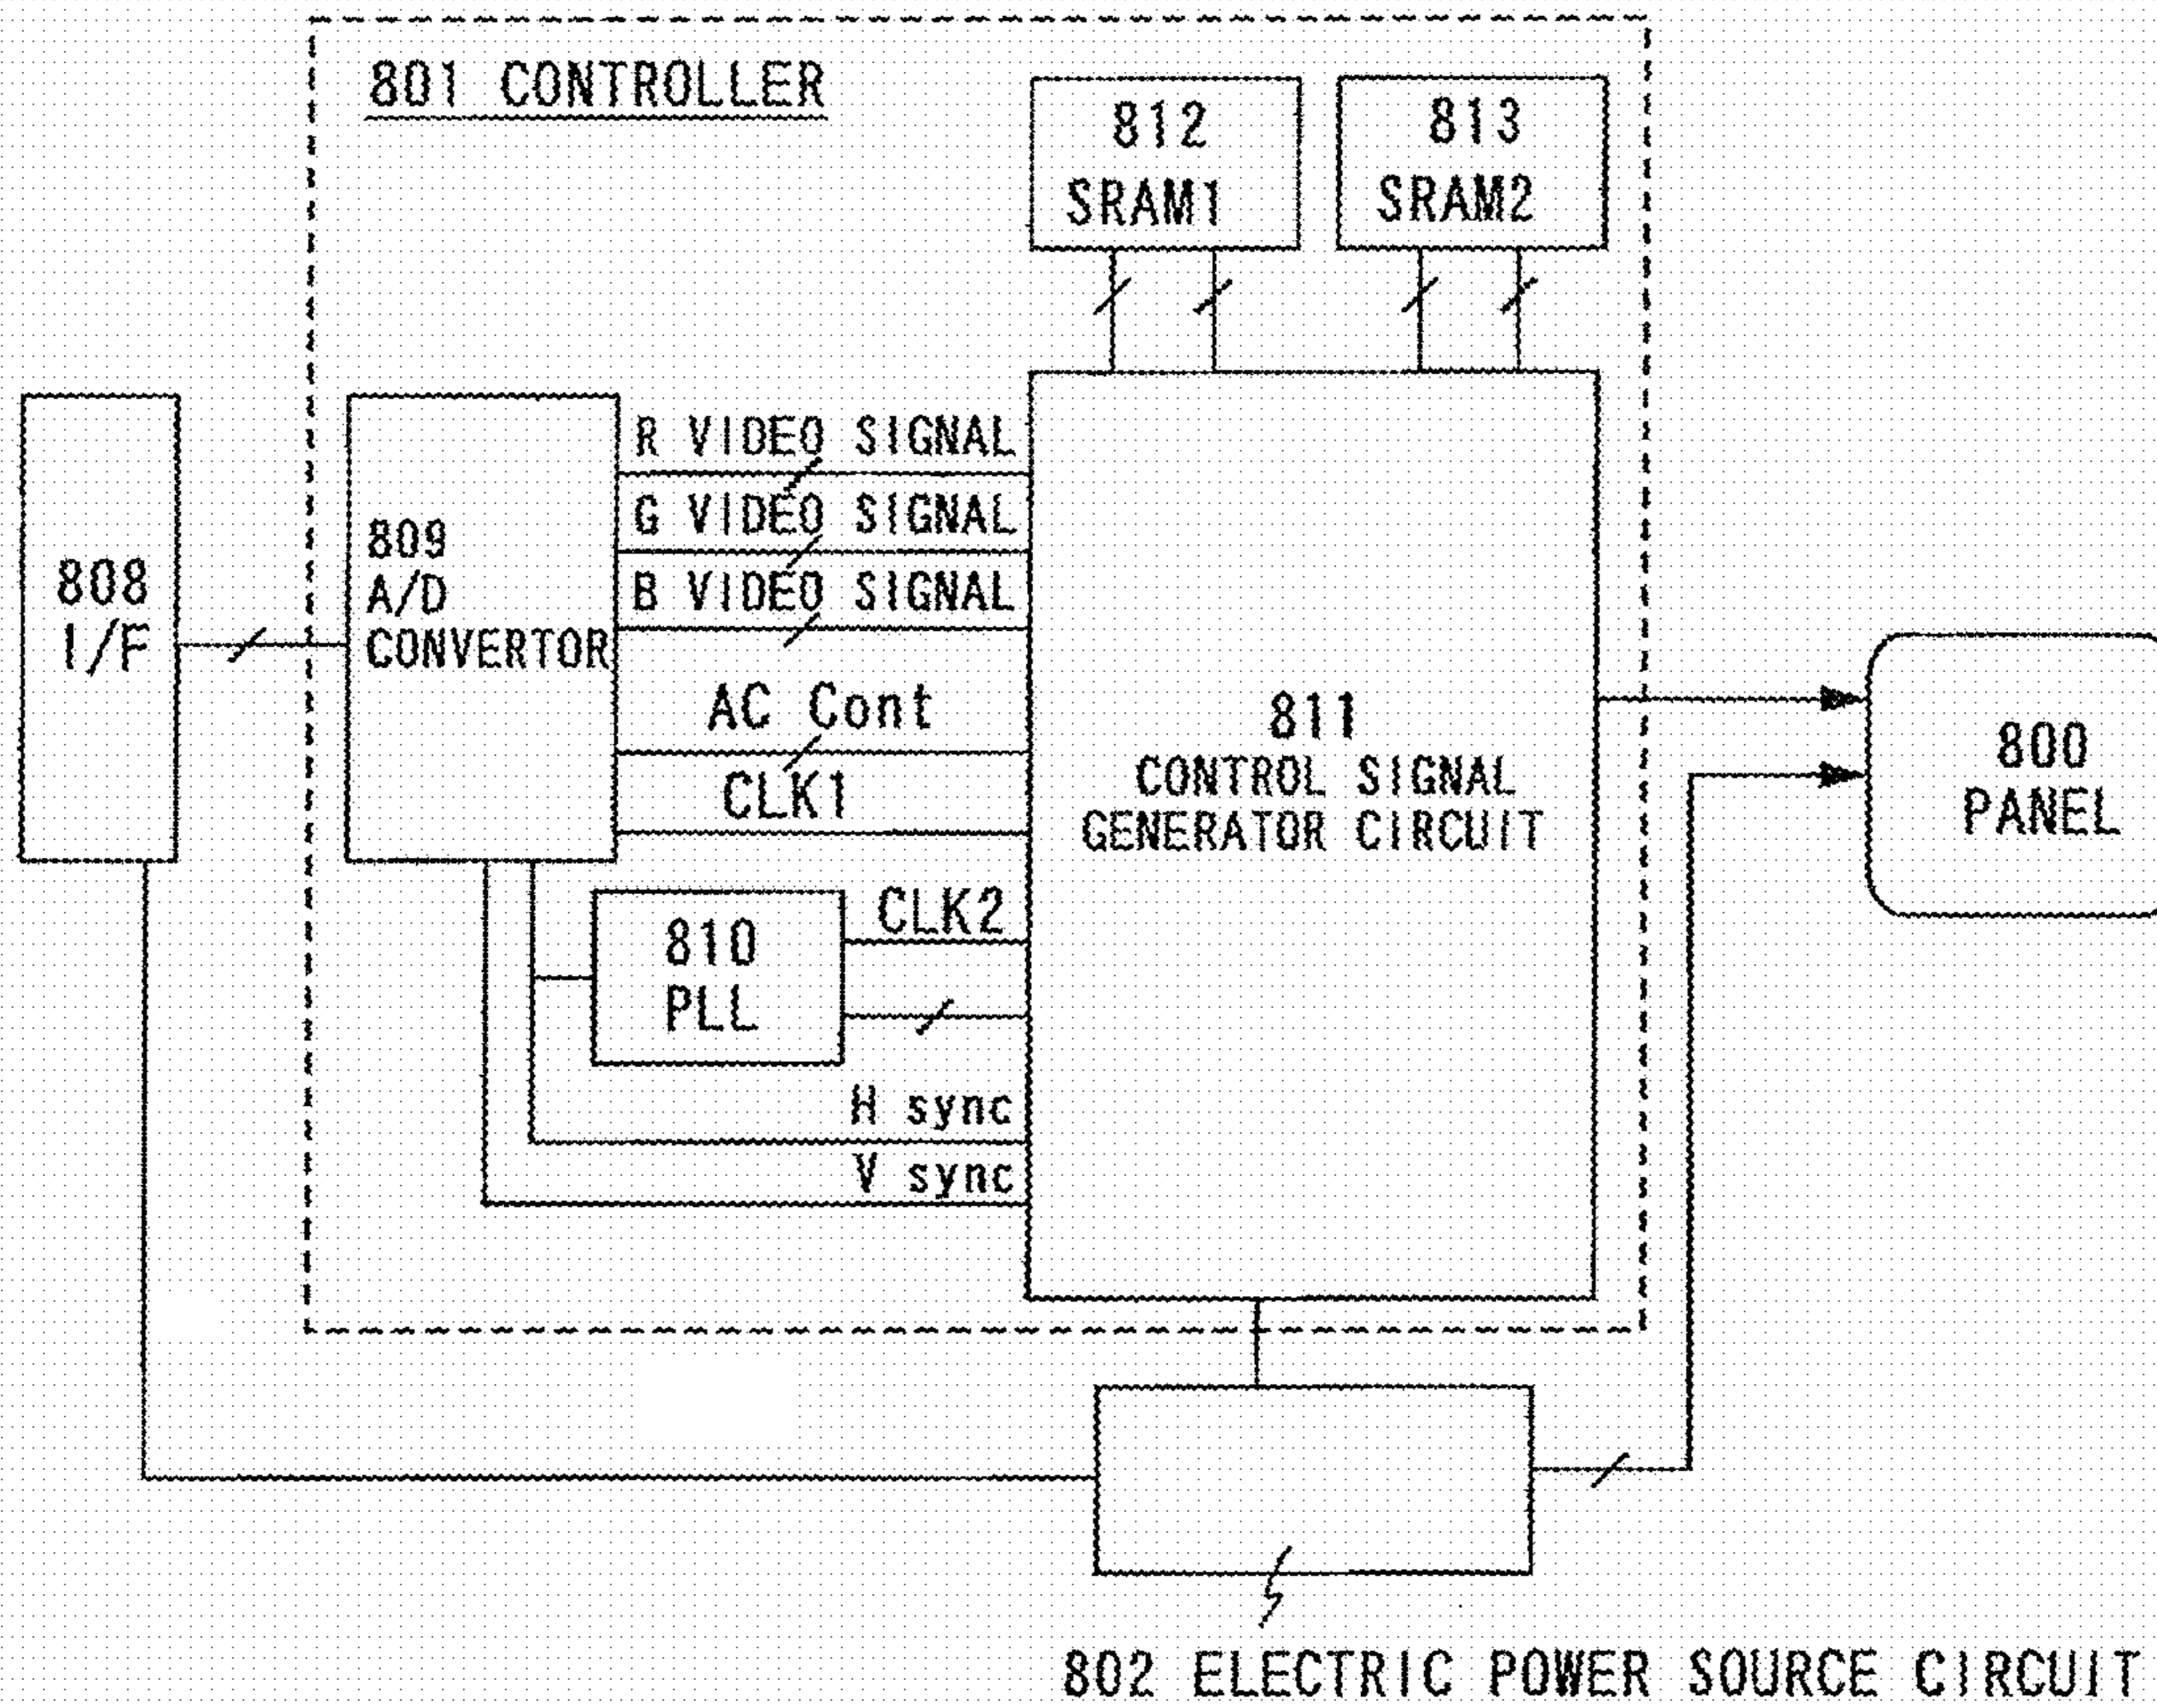 801 CONTROLLER
812
SRAM1
813
SRAM2
808
I/F
809
A/D
CONVERTOR
R VIDEO SIGNAL
G VIDEO SIGNAL
B VIDEO SIGNAL
AC Cont
CLK1
810
PLL
CLK2
H sync
V sync
811
CONTROL SIGNAL
GENERATOR CIRCUIT
800
PANEL
802 ELECTRIC POWER SOURCE CIRCUIT